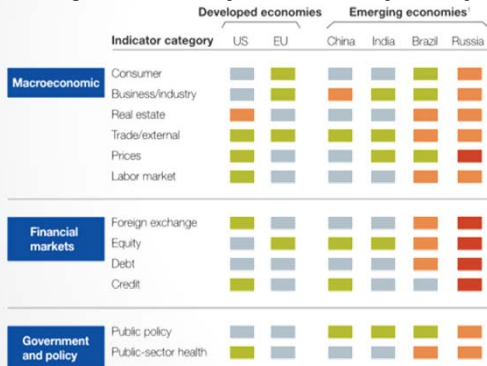 Developed economies Emerging economies¹
Indicator category US EU China India Brazil Russia
Macroeconomic
Consumer
Business/industry
Real estate
Trade/external
Prices
Labor market
Financial markets
Foreign exchange
Equity
Debt
Credit
Government and policy
Public policy
Public-sector health